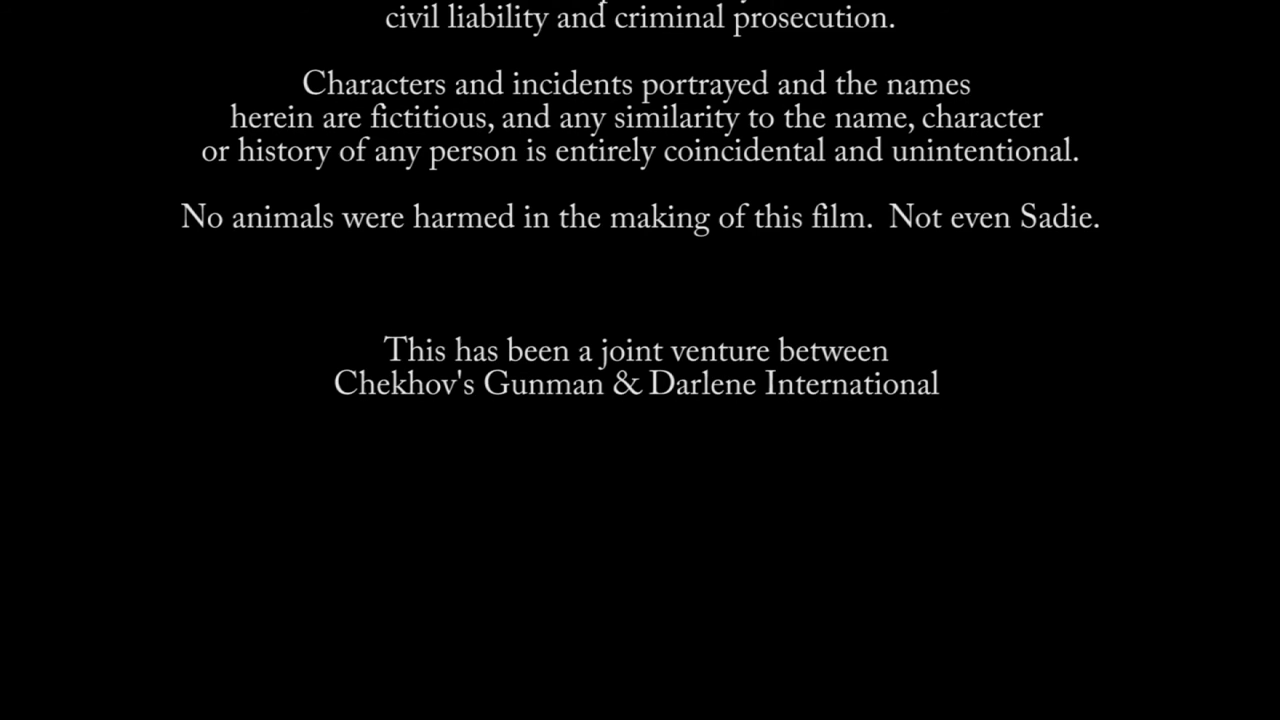 civil liability and criminal prosecution.
Characters and incidents portrayed and the names
herein are fictitious, and any similarity to the name, character
or history of any person is entirely coincidental and unintentional.
No animals were harmed in the making of this film.  Not even Sadie.
This has been a joint venture between
Chekhov's Gunman & Darlene International